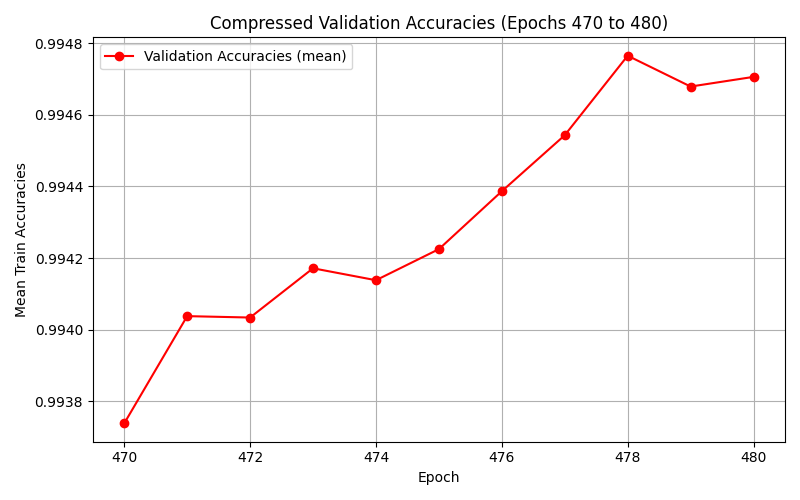 Compressed Validation Accuracies (Epochs 470 to 480)
Validation Accuracies (mean)
Mean Train Accuracies
0.9948
0.9946
0.9944
0.9942
0.9940
0.9938
470 472 474 476 478 480
Epoch